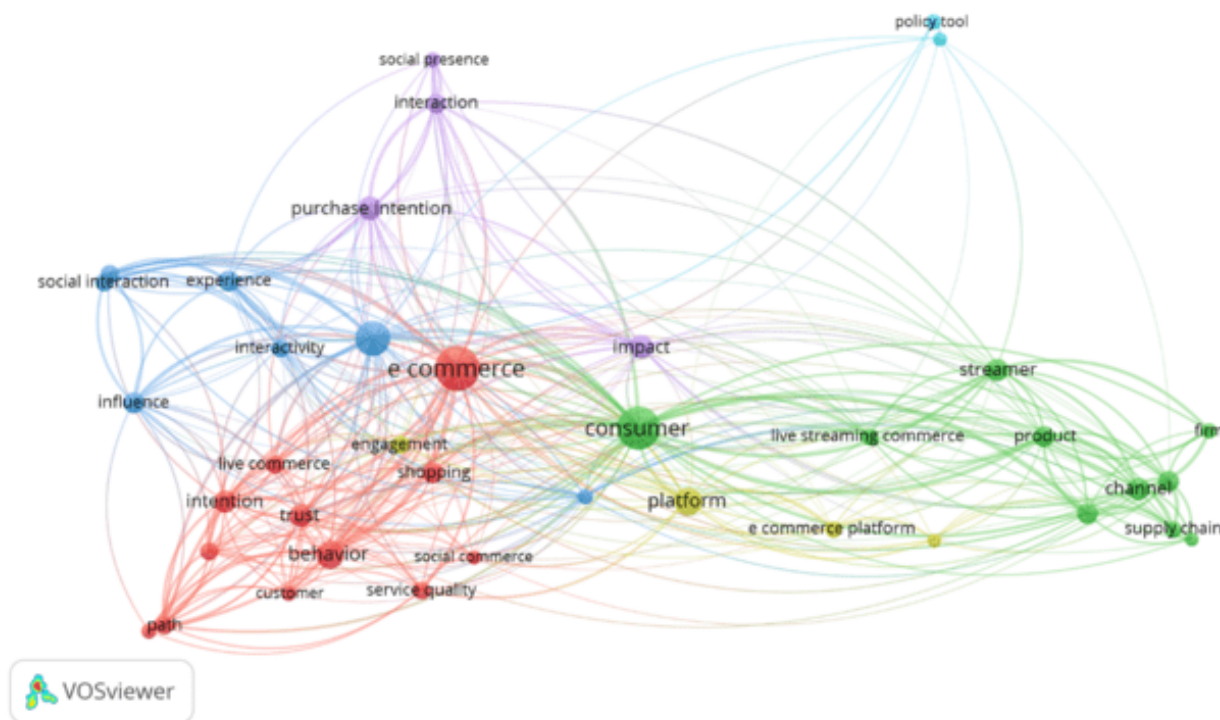 policy tool
social presence
interaction
purchase intention
social interaction
experience
interactivity
impact
e commerce
streamer
influence
consumer
live streaming commerce
product
firm
engagement
live commerce
shopping
intention
platform
channel
trust
e commerce platform
supply chain
behavior
social commerce
customer
service quality
path
VOSviewer